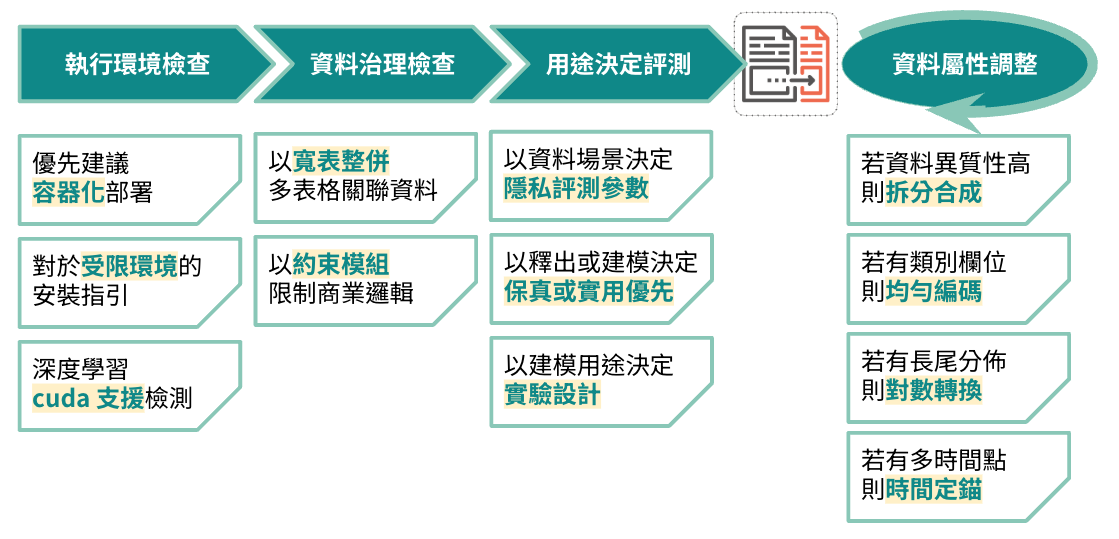 執行環境檢查
資料治理檢查
用途決定評測
資料屬性調整
優先建議
容器化部署
對於受限環境的
安裝指引
深度學習
cuda 支援檢測
以寬表整併
多表格關聯資料
以約束模組
限制商業邏輯
以資料場景決定
隱私評測參數
以釋出或建模決定
保真或實用優先
以建模用途決定
實驗設計
若資料異質性高
則拆分合成
若有類別欄位
則均勻編碼
若有長尾分佈
則對數轉換
若有多時間點
則時間定錨